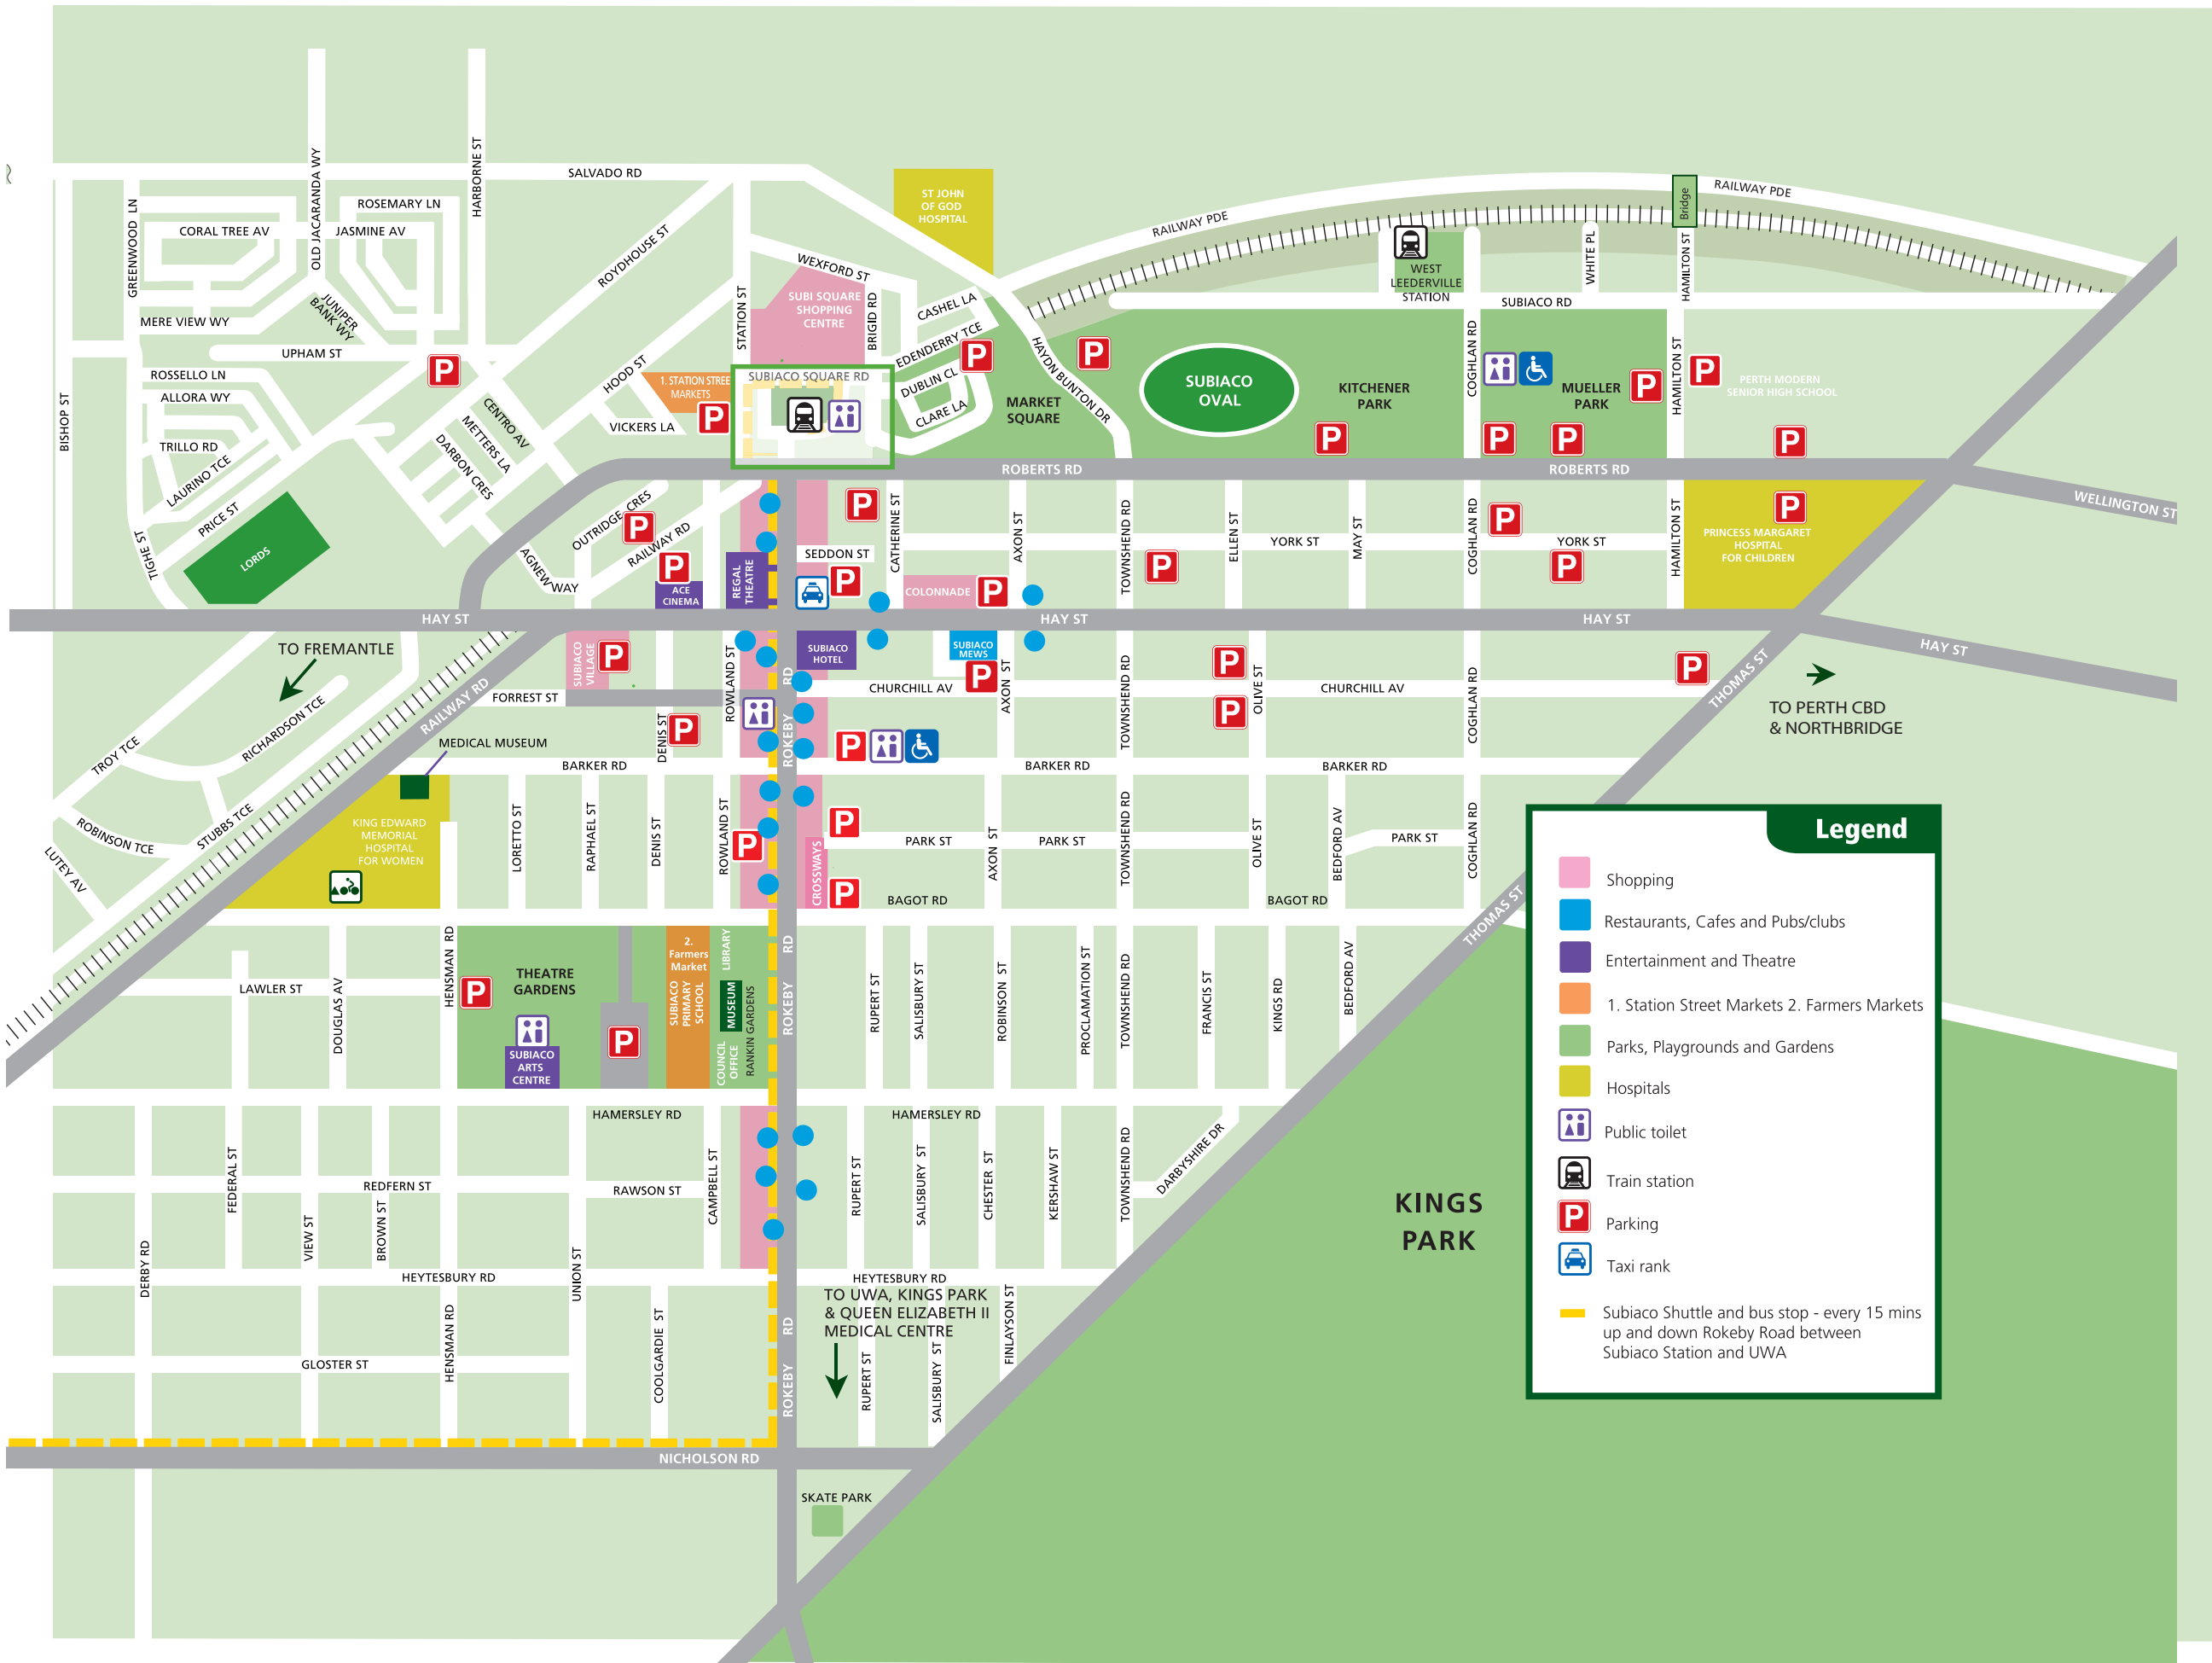 SALVADO RD
OLD JACARANDA WY
HARBORNE ST
GREENWOOD LN
ROSEMARY LN
CORAL TREE AV
JASMINE AV
ROYDHOUSE ST
ST JOHN
OF GOD
HOSPITAL
RAILWAY PDE
Bridge
RAILWAY PDE
WEXFORD ST
SUBI SQUARE
SHOPPING
CENTRE
STATION ST
BRIGID RD
CASHEL LA
EDENDERRY TCE
DUBLIN CL
CLARE LA
WEST
LEEDERVILLE
STATION
WHITE PL
HAMILTON ST
SUBIACO RD
MERE VIEW WY
JUNIPER
BANK WY
UPHAM ST
ROSSELLO LN
ALLORA WY
TRILLO RD
LAURINO TCE
PRICE ST
BISHOP ST
TIGHE ST
LORDS
HOOD ST
1. STATION STREET
MARKETS
VICKERS LA
SUBIACO SQUARE RD
CENTRO AV
METTERS LA
DARBON CRES
MARKET
SQUARE
HAYDN BUNTON DR
P
SUBIACO
OVAL
KITCHENER
PARK
COGHLAN RD
MUELLER
PARK
HAMILTON ST
PERTH MODERN
SENIOR HIGH SCHOOL
ROBERTS RD
ROBERTS RD
WELLINGTON ST
OUTRIDGE CRES
RAILWAY RD
AGNEW WAY
ACE
CINEMA
REGAL
THEATRE
SEDDON ST
CATHERINE ST
COLONNADE
AXON ST
TOWNSHEND RD
ELLEN ST
YORK ST
MAY ST
COGHLAN RD
YORK ST
HAMILTON ST
PRINCESS MARGARET
HOSPITAL
FOR CHILDREN
HAY ST
HAY ST
HAY ST
HAY ST
TO FREMANTLE
SUBIACO
VILLAGE
ROWLAND ST
SUBIACO
HOTEL
SUBIACO
MEWS
AXON ST
CHURCHILL AV
CHURCHILL AV
TOWNSHEND RD
OLIVE ST
COGHLAN RD
THOMAS ST
TO PERTH CBD
& NORTHBRIDGE
FORREST ST
DENIS ST
ROKEBY RD
RAILWAY RD
RICHARDSON TCE
TROY TCE
MEDICAL MUSEUM
BARKER RD
BARKER RD
BARKER RD
ROBINSON TCE
STUBBS TCE
LUTEY AV
KING EDWARD
MEMORIAL
HOSPITAL
FOR WOMEN
LORETTO ST
RAPHAEL ST
DENIS ST
ROWLAND ST
CROSSWAYS
PARK ST
AXON ST
PARK ST
TOWNSHEND RD
OLIVE ST
BEDFORD AV
PARK ST
COGHLAN RD
BAGOT RD
BAGOT RD
THOMAS ST
LAWLER ST
DOUGLAS AV
HENSMAN RD
THEATRE
GARDENS
SUBIACO
ARTS
CENTRE
2.
Farmers
Market
SUBIACO
PRIMARY
SCHOOL
LIBRARY
MUSEUM
COUNCIL
OFFICE
RANKIN GARDENS
ROKEBY RD
RUPERT ST
SALISBURY ST
ROBINSON ST
PROCLAMATION ST
TOWNSHEND RD
FRANCIS ST
KINGS RD
BEDFORD AV
HAMERSLEY RD
HAMERSLEY RD
FEDERAL ST
REDFERN ST
RAWSON ST
CAMPBELL ST
RUPERT ST
SALISBURY ST
CHESTER ST
KERSHAW ST
TOWNSHEND RD
DARBYSHIRE DR
DERBY RD
VIEW ST
BROWN ST
UNION ST
HEYTESBURY RD
HEYTESBURY RD
TO UWA, KINGS PARK
& QUEEN ELIZABETH II
MEDICAL CENTRE
HENSMAN RD
GLOSTER ST
COOLGARDIE ST
ROKEBY RD
RUPERT ST
SALISBURY ST
FINLAYSON ST
NICHOLSON RD
SKATE PARK
KINGS
PARK
Legend
Shopping
Restaurants, Cafes and Pubs/clubs
Entertainment and Theatre
1. Station Street Markets 2. Farmers Markets
Parks, Playgrounds and Gardens
Hospitals
Public toilet
Train station
P Parking
Taxi rank
Subiaco Shuttle and bus stop - every 15 mins
up and down Rokeby Road between
Subiaco Station and UWA